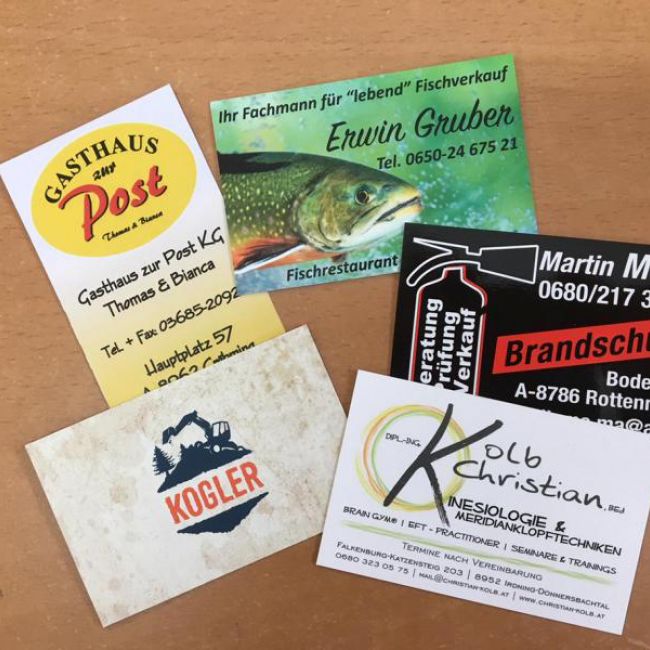 GASTHAUS
zur
Post
Thomas & Bianca
Gasthaus zur Post KG
Thomas & Bianca
Tel. + Fax: 03685-2092
Hauptplatz 57
Ihr Fachmann für "lebend" Fischverkauf
Erwin Gruber
Tel. 0650-24 675 21
Fischrestaurant
Martin
0680/217
Beratung
Prüfung
Verkauf
Brandschu
Bode
A-8786 Rotten
KOGLER
DIPL.-ING.
Kolb
Christian, BEd
KINESIOLOGIE &
MERIDIANKLOPFTECHNIKEN
BRAIN GYM® | EFT - PRACTITIONER | SEMINARE & TRAININGS
TERMINE NACH VEREINBARUNG
FALKENBURG-KATZENSTEIG 203 | 8952 IRDNING-DONNERSBACHTAL
0680 323 05 75 | MAIL@CHRISTIAN-KOLB.AT | WWW.CHRISTIAN-KOLB.AT